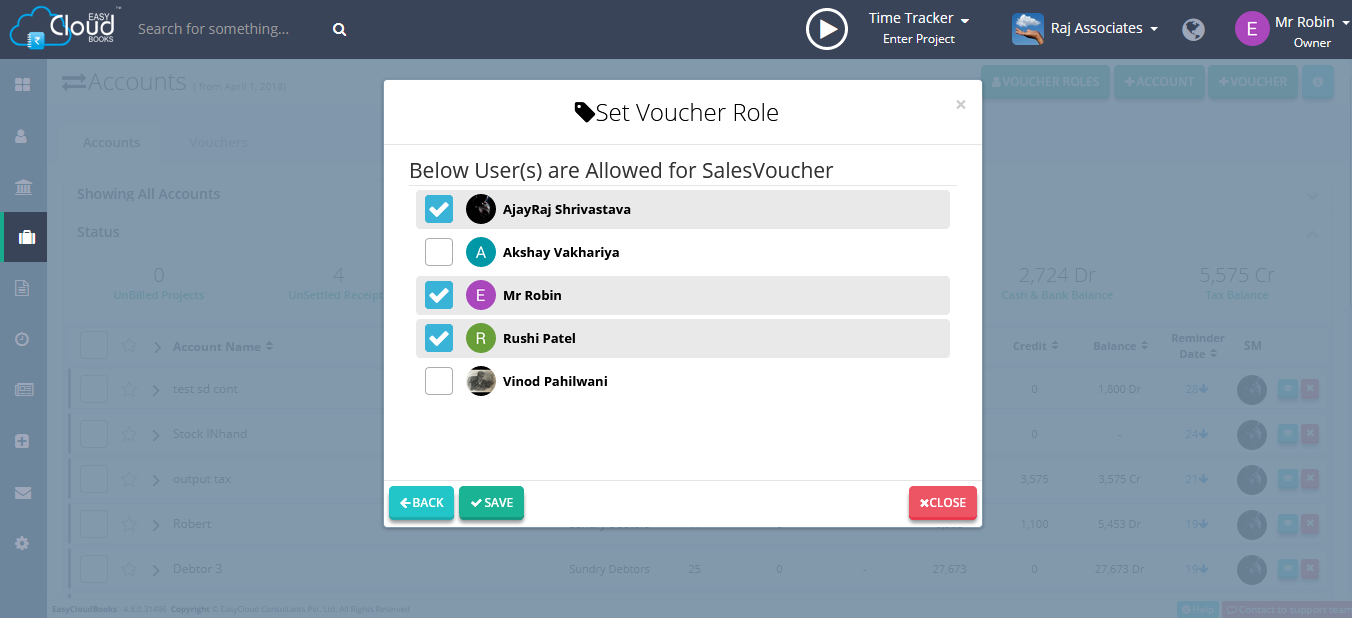 EASY
Cloud
BOOKS
Search for something...
Time Tracker
Enter Project
Raj Associates
E
Mr Robin
Owner
Accounts ( from April 1, 2018)
VOUCHER ROLES
ACCOUNT
VOUCHER
Accounts
Vouchers
Showing All Accounts
Status
0
UnBilled Projects
4
UnSettled Receipt
2,724 Dr
Cash & Bank Balance
5,575 Cr
Tax Balance
Set Voucher Role
×
Below User(s) are Allowed for SalesVoucher
AjayRaj Shrivastava
A Akshay Vakhariya
E Mr Robin
R Rushi Patel
Vinod Pahilwani
BACK
SAVE
CLOSE
Account Name
Credit
Balance
Reminder
Date
SM
test sd cont 0 1,800 Dr 28
Stock INhand 0 - 24
output tax 3,575 3,575 Cr 21
Robert 1,100 5,453 Dr 19
Debtor 3 Sundry Debtors 25 0 - 27,673 0 27,673 Dr 19
EasyCloudBooks - 4.8.0.31496 Copyright © EasyCloud Consultants Pvt. Ltd. All Rights Reserved
Help
Contact to support team